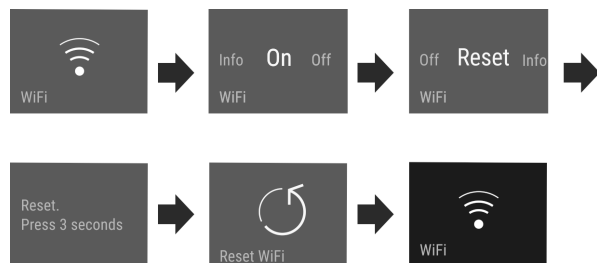 WiFi
Info On Off
WiFi
Off Reset Info
WiFi
Reset.
Press 3 seconds
Reset WiFi
WiFi